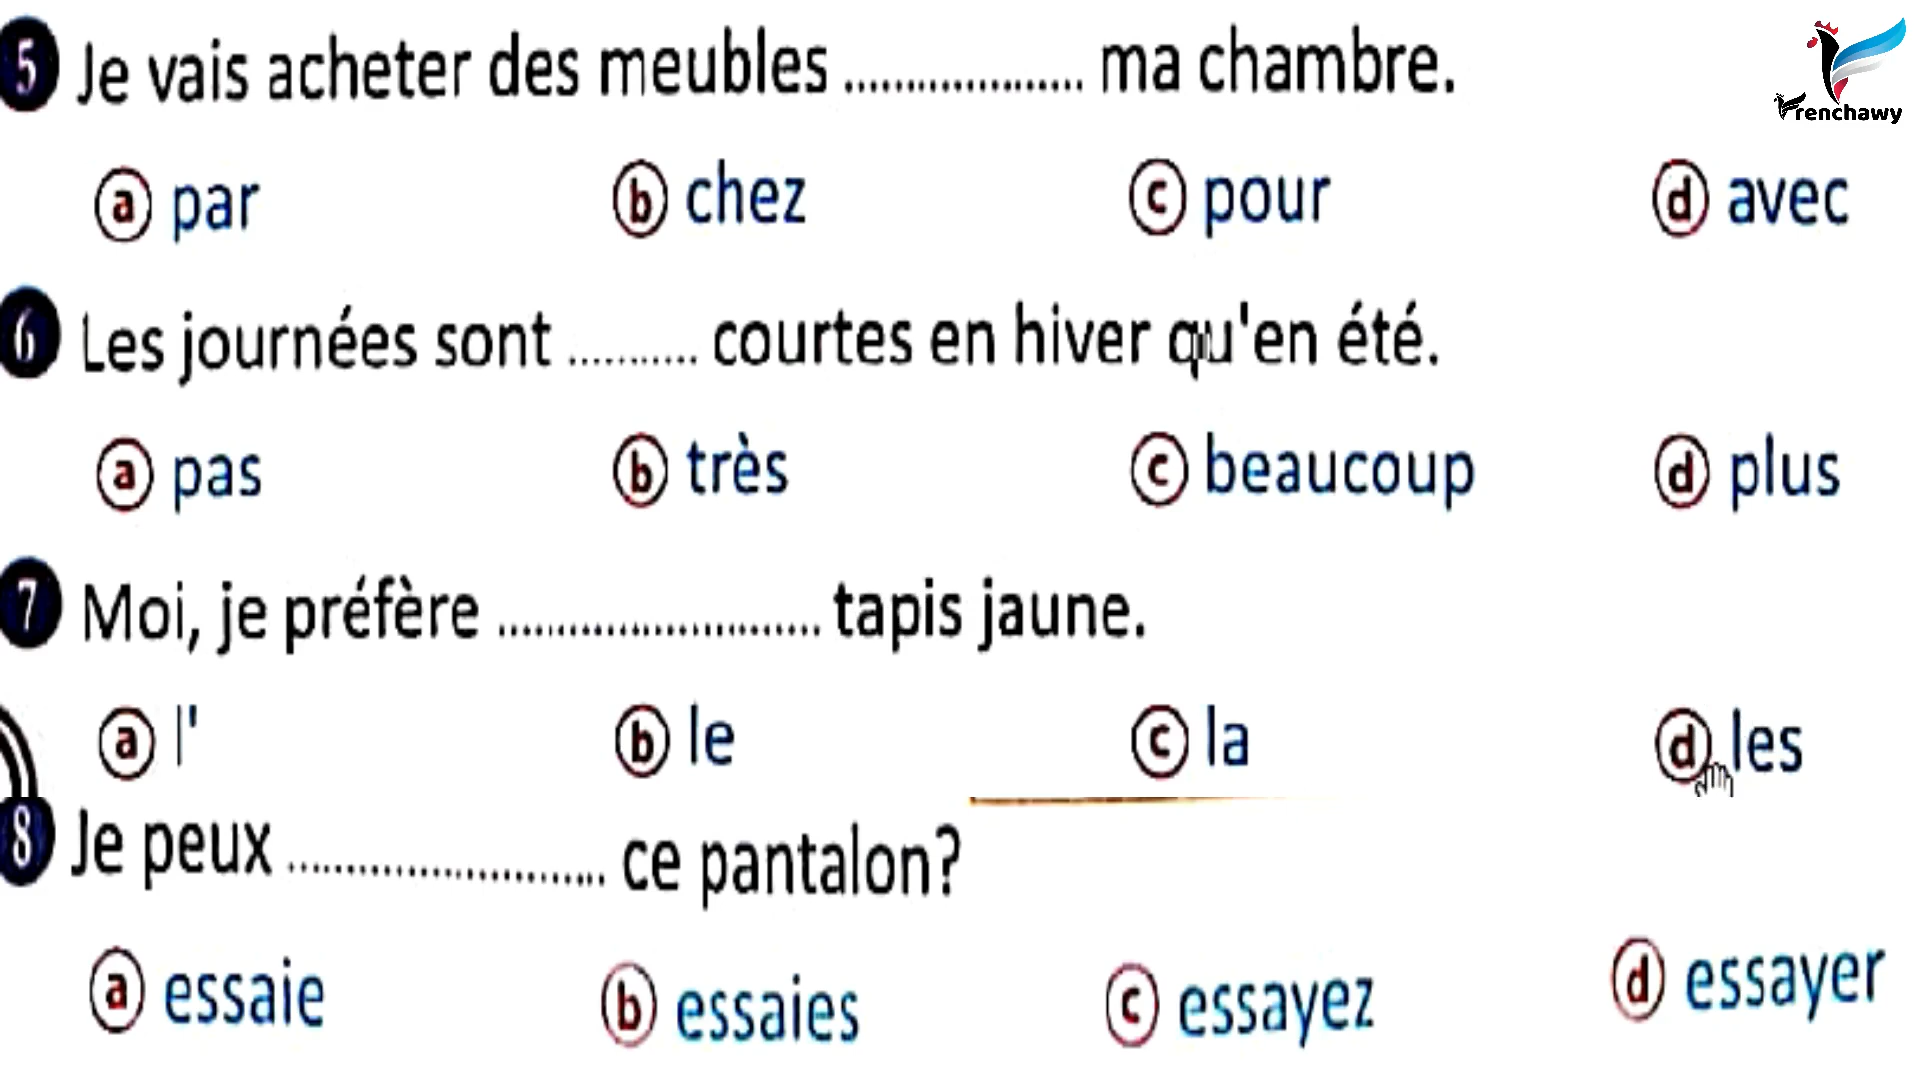 5 Je vais acheter des meubles ................... ma chambre.
Frenchawy
a par b chez c pour d avec
6 Les journées sont ........... courtes en hiver qu'en été.
a pas b très c beaucoup d plus
7 Moi, je préfère ........................... tapis jaune.
a l' b le c la d les
8 Je peux ........................... ce pantalon?
a essaie b essaies c essayez d essayer